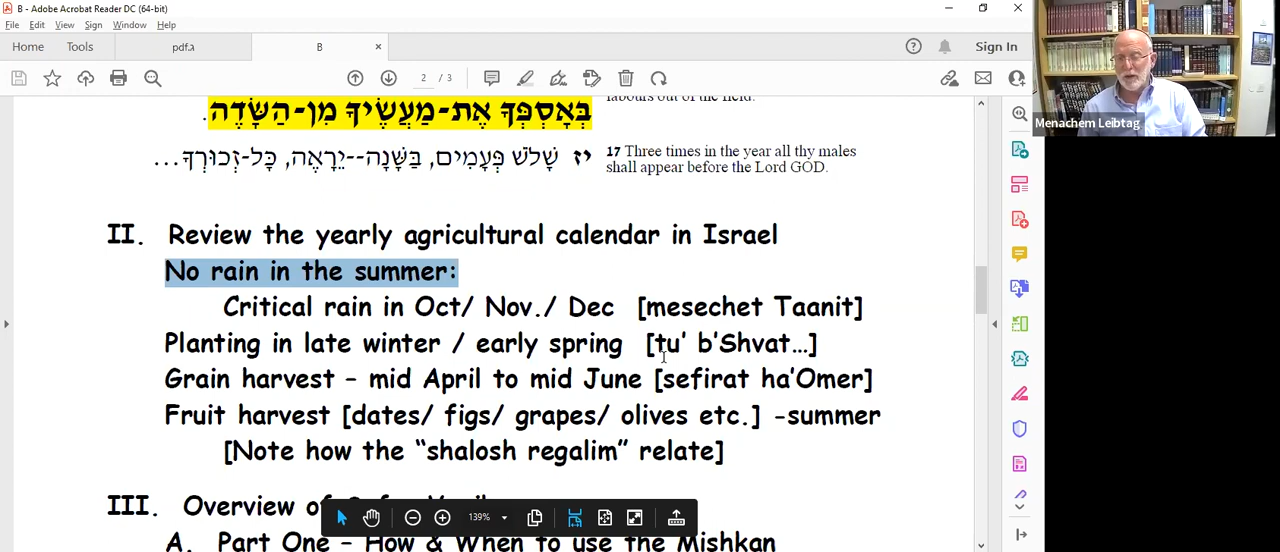 B - Adobe Acrobat Reader DC (64-bit)
File Edit View Sign Window Help
Home Tools pdf.ג B × Sign In
2 / 3
labours out of the field.
בְּאָסְפְּךָ אֶת-מַעֲשֶׂיךָ מִן-הַשָּׂדֶה.
יז שָׁלֹשׁ פְּעָמִים, בַּשָּׁנָה--יֵרָאֶה, כָּל-זְכוּרְךָ...
17 Three times in the year all thy males
shall appear before the Lord GOD.
II. Review the yearly agricultural calendar in Israel
No rain in the summer:
Critical rain in Oct/ Nov./ Dec [mesechet Taanit]
Planting in late winter / early spring [tu' b'Shvat...]
Grain harvest – mid April to mid June [sefirat ha'Omer]
Fruit harvest [dates/ figs/ grapes/ olives etc.] -summer
[Note how the “shalosh regalim” relate]
III. Overview of
A. Part One – How & When to use the Mishkan
139%
Menachem Leibtag